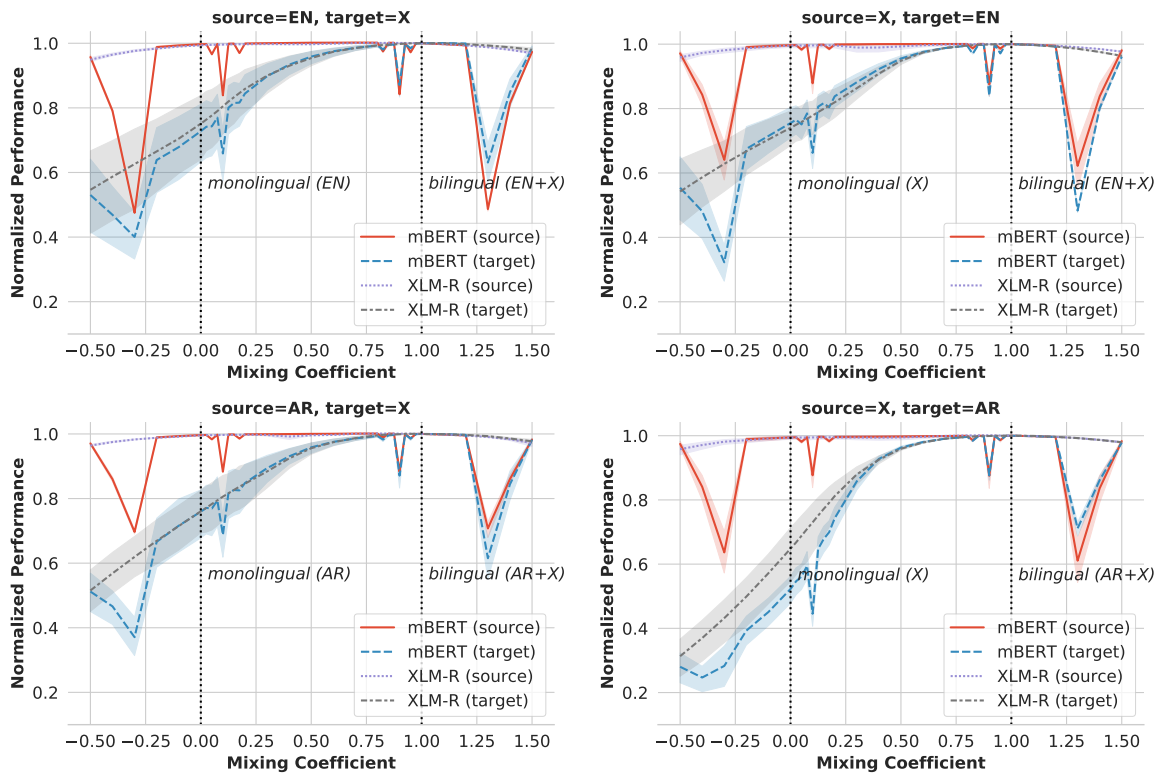 source=EN, target=X
Normalized Performance
1.0
0.8
0.6
0.4
0.2
monolingual (EN)
bilingual (EN+X)
mBERT (source)
mBERT (target)
XLM-R (source)
XLM-R (target)
−0.50 −0.25 0.00 0.25 0.50 0.75 1.00 1.25 1.50
Mixing Coefficient
source=X, target=EN
Normalized Performance
1.0
0.8
0.6
0.4
0.2
monolingual (X)
bilingual (EN+X)
mBERT (source)
mBERT (target)
XLM-R (source)
XLM-R (target)
−0.50 −0.25 0.00 0.25 0.50 0.75 1.00 1.25 1.50
Mixing Coefficient
source=AR, target=X
Normalized Performance
1.0
0.8
0.6
0.4
0.2
monolingual (AR)
bilingual (AR+X)
mBERT (source)
mBERT (target)
XLM-R (source)
XLM-R (target)
−0.50 −0.25 0.00 0.25 0.50 0.75 1.00 1.25 1.50
Mixing Coefficient
source=X, target=AR
Normalized Performance
1.0
0.8
0.6
0.4
0.2
monolingual (X)
bilingual (AR+X)
mBERT (source)
mBERT (target)
XLM-R (source)
XLM-R (target)
−0.50 −0.25 0.00 0.25 0.50 0.75 1.00 1.25 1.50
Mixing Coefficient